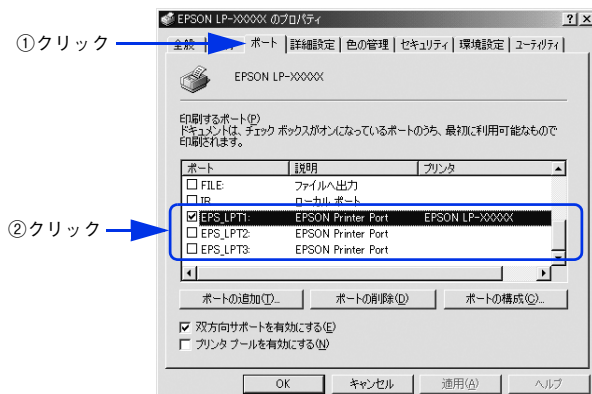 EPSON LP-XXXXX のプロパティ
①クリック
全般 ポート 詳細設定 色の管理 セキュリティ 環境設定 ユーティリティ
EPSON LP-XXXXX
印刷するポート(P)
ドキュメントは、チェック ボックスがオンになっているポートのうち、最初に利用可能なもので
印刷されます。
ポート 説明 プリンタ
FILE: ファイルへ出力
IR ローカル ポート
EPS_LPT1: EPSON Printer Port EPSON LP-XXXXX
②クリック
EPS_LPT2: EPSON Printer Port
EPS_LPT3: EPSON Printer Port
ポートの追加(T)... ポートの削除(D) ポートの構成(C)...
双方向サポートを有効にする(E)
プリンタ プールを有効にする(N)
OK キャンセル 適用(A) ヘルプ